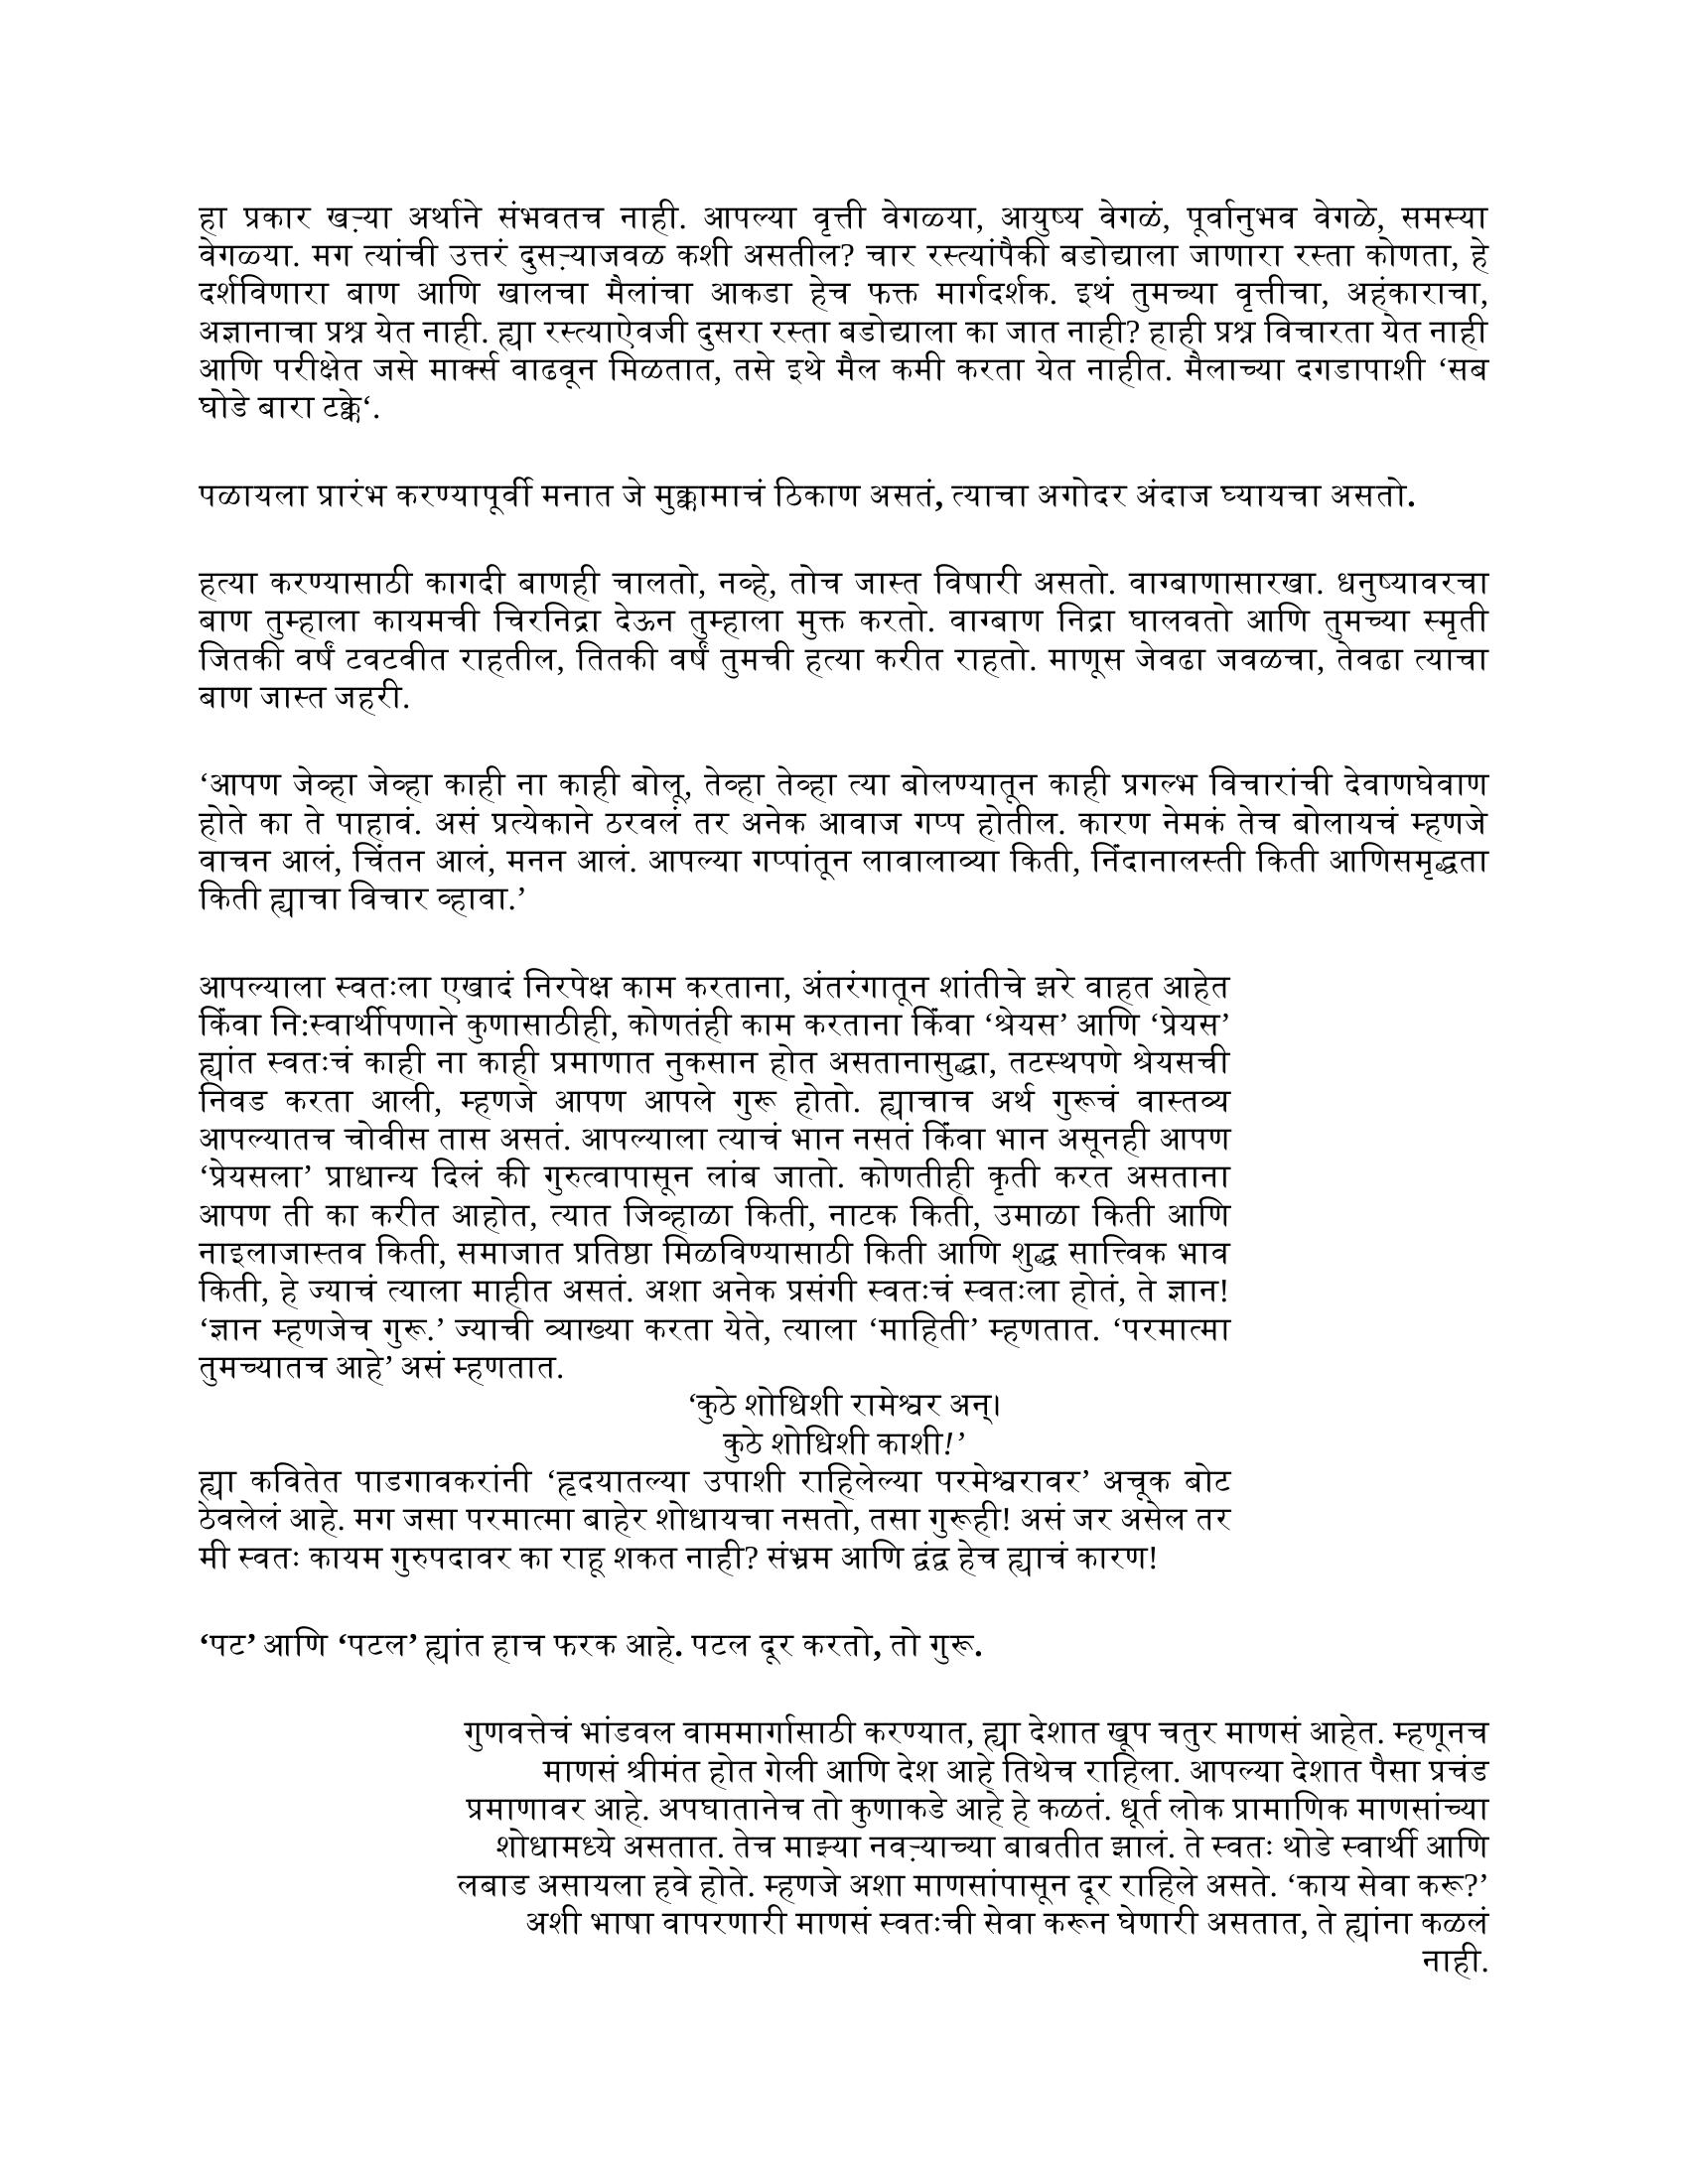 हा प्रकार खऱ्या अर्थाने संभवतच नाही. आपल्या वृत्ती वेगळ्या, आयुष्य वेगळं, पूर्वानुभव वेगळे, समस्या
वेगळ्या. मग त्यांची उत्तरं दुसऱ्याजवळ कशी असतील? चार रस्त्यांपैकी बडोद्याला जाणारा रस्ता कोणता, हे
दर्शविणारा बाण आणि खालचा मैलांचा आकडा हेच फक्त मार्गदर्शक. इथं तुमच्या वृत्तीचा, अहंकाराचा,
अज्ञानाचा प्रश्न येत नाही. ह्या रस्त्याऐवजी दुसरा रस्ता बडोद्याला का जात नाही? हाही प्रश्न विचारता येत नाही
आणि परीक्षेत जसे मार्क्स वाढवून मिळतात, तसे इथे मैल कमी करता येत नाहीत. मैलाच्या दगडापाशी ‘सब
घोडे बारा टक्के‘.
पळायला प्रारंभ करण्यापूर्वी मनात जे मुक्कामाचं ठिकाण असतं, त्याचा अगोदर अंदाज घ्यायचा असतो.
हत्या करण्यासाठी कागदी बाणही चालतो, नव्हे, तोच जास्त विषारी असतो. वाग्बाणासारखा. धनुष्यावरचा
बाण तुम्हाला कायमची चिरनिद्रा देऊन तुम्हाला मुक्त करतो. वाग्बाण निद्रा घालवतो आणि तुमच्या स्मृती
जितकी वर्षं टवटवीत राहतील, तितकी वर्षं तुमची हत्या करीत राहतो. माणूस जेवढा जवळचा, तेवढा त्याचा
बाण जास्त जहरी.
‘आपण जेव्हा जेव्हा काही ना काही बोलू, तेव्हा तेव्हा त्या बोलण्यातून काही प्रगल्भ विचारांची देवाणघेवाण
होते का ते पाहावं. असं प्रत्येकाने ठरवलं तर अनेक आवाज गप्प होतील. कारण नेमकं तेच बोलायचं म्हणजे
वाचन आलं, चिंतन आलं, मनन आलं. आपल्या गप्पांतून लावालाव्या किती, निंदानालस्ती किती आणिसमृद्धता
किती ह्याचा विचार व्हावा.’
आपल्याला स्वतःला एखादं निरपेक्ष काम करताना, अंतरंगातून शांतीचे झरे वाहत आहेत
किंवा नि:स्वार्थीपणाने कुणासाठीही, कोणतंही काम करताना किंवा ‘श्रेयस’ आणि ‘प्रेयस’
ह्यांत स्वतःचं काही ना काही प्रमाणात नुकसान होत असतानासुद्धा, तटस्थपणे श्रेयसची
निवड करता आली, म्हणजे आपण आपले गुरू होतो. ह्याचाच अर्थ गुरूचं वास्तव्य
आपल्यातच चोवीस तास असतं. आपल्याला त्याचं भान नसतं किंवा भान असूनही आपण
‘प्रेयसला’ प्राधान्य दिलं की गुरुत्वापासून लांब जातो. कोणतीही कृती करत असताना
आपण ती का करीत आहोत, त्यात जिव्हाळा किती, नाटक किती, उमाळा किती आणि
नाइलाजास्तव किती, समाजात प्रतिष्ठा मिळविण्यासाठी किती आणि शुद्ध सात्त्विक भाव
किती, हे ज्याचं त्याला माहीत असतं. अशा अनेक प्रसंगी स्वतःचं स्वतःला होतं, ते ज्ञान!
‘ज्ञान म्हणजेच गुरू.’ ज्याची व्याख्या करता येते, त्याला ‘माहिती’ म्हणतात. ‘परमात्मा
तुमच्यातच आहे’ असं म्हणतात.
‘कुठे शोधिशी रामेश्वर अन्।
कुठे शोधिशी काशी!’
ह्या कवितेत पाडगावकरांनी ‘हृदयातल्या उपाशी राहिलेल्या परमेश्वरावर’ अचूक बोट
ठेवलेलं आहे. मग जसा परमात्मा बाहेर शोधायचा नसतो, तसा गुरूही! असं जर असेल तर
मी स्वतः कायम गुरुपदावर का राहू शकत नाही? संभ्रम आणि द्वंद्व हेच ह्याचं कारण!
‘पट’ आणि ‘पटल’ ह्यांत हाच फरक आहे. पटल दूर करतो, तो गुरू.
गुणवत्तेचं भांडवल वाममार्गासाठी करण्यात, ह्या देशात खूप चतुर माणसं आहेत. म्हणूनच
माणसं श्रीमंत होत गेली आणि देश आहे तिथेच राहिला. आपल्या देशात पैसा प्रचंड
प्रमाणावर आहे. अपघातानेच तो कुणाकडे आहे हे कळतं. धूर्त लोक प्रामाणिक माणसांच्या
शोधामध्ये असतात. तेच माझ्या नवऱ्याच्या बाबतीत झालं. ते स्वतः थोडे स्वार्थी आणि
लबाड असायला हवे होते. म्हणजे अशा माणसांपासून दूर राहिले असते. ‘काय सेवा करू?’
अशी भाषा वापरणारी माणसं स्वतःची सेवा करून घेणारी असतात, ते ह्यांना कळलं
नाही.